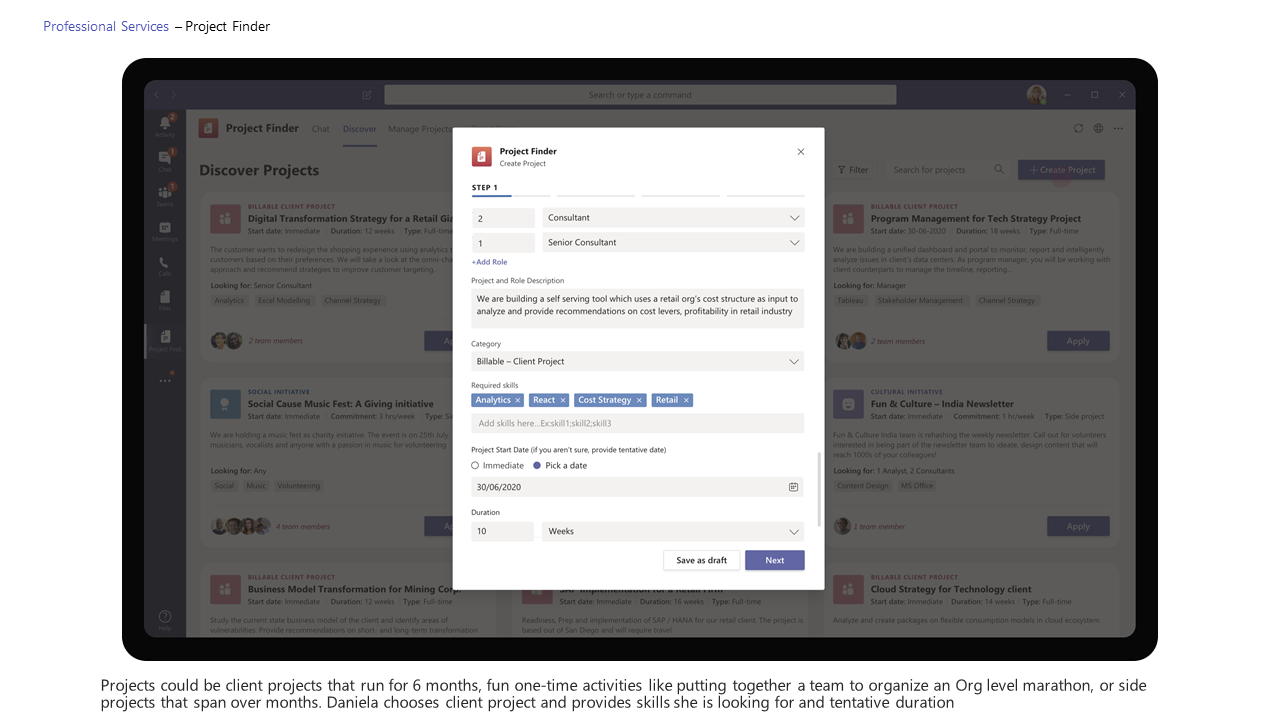 Professional Services – Project Finder
Search or type a command
Activity
2
Chat
1
Teams
1
Meetings
Calls
Files
Project Find
Help
Project Finder
Chat
Discover
Manage Projects
Discover Projects
Filter
Search for projects
+ Create Project
BILLABLE CLIENT PROJECT
Digital Transformation Strategy for a Retail
Start date: Immediate Duration: 12 weeks Type: Full-time
The customer wants to redesign the shopping experience using analytics
customers based on their preferences. We will take a look at the
approach and recommend strategies to improve customer targeting.
Looking for: Senior Consultant
Analytics Excel Modelling Channel Strategy
2 team members
BILLABLE CLIENT PROJECT
Program Management for Tech Strategy Project
Start date: 30-06-2020 Duration: 18 weeks Type: Full-time
We are building a unified dashboard and portal to monitor, report and intelligently
analyze issues in client's data centers. As program manager, you will be working with
client counterparts to manage the timeline, reporting...
Looking for: Manager
Tableau Stakeholder Management Channel Strategy
2 team members
Apply
SOCIAL INITIATIVE
Social Cause Music Fest: A Giving initiative
Start date: Immediate Commitment: 3 hrs/week Type:
We are holding a music fest as charity initiative. The event is on 25th July.
musicians, vocalists and anyone with a passion in music for volunteering
Looking for: Any
Social Music Volunteering
4 team members
CULTURAL INITIATIVE
Fun & Culture – India Newsletter
Start date: Immediate Commitment: 1 hr/week Type: Side project
Fun & Culture India team is rehashing the weekly newsletter. Call out for volunteers
interested in being part of the newsletter team to ideate, design content that will
reach 1000s of your colleagues!
Looking for: 1 Analyst, 2 Consultants
Content Design MS Office
1 team member
Apply
BILLABLE CLIENT PROJECT
Business Model Transformation for Mining Corp.
Start date: Immediate Duration: 12 weeks Type: Full-time
Study the current state business model of the client and identify areas of
vulnerabilities. Provide recommendations on short- and long-term transformation
SAP Implementation for a Retail Firm
Start date: Immediate Duration: 16 weeks Type: Full-time
Readiness, Prep and implementation of SAP / HANA for our retail client. The project is
based out of San Diego and will require travel
BILLABLE CLIENT PROJECT
Cloud Strategy for Technology client
Start date: Immediate Duration: 14 weeks Type: Full-time
Analyze and create packages on flexible consumption models in cloud ecosystem.
Project Finder
Create Project
STEP 1
2 Consultant
1 Senior Consultant
+Add Role
Project and Role Description
We are building a self serving tool which uses a retail org's cost structure as input to
analyze and provide recommendations on cost levers, profitability in retail industry
Category
Billable – Client Project
Required skills
Analytics × React × Cost Strategy × Retail ×
Add skills here...Ex:skill1;skill2;skill3
Project Start Date (if you aren't sure, provide tentative date)
Immediate Pick a date
30/06/2020
Duration
10 Weeks
Save as draft Next
Projects could be client projects that run for 6 months, fun one-time activities like putting together a team to organize an Org level marathon, or side
projects that span over months. Daniela chooses client project and provides skills she is looking for and tentative duration